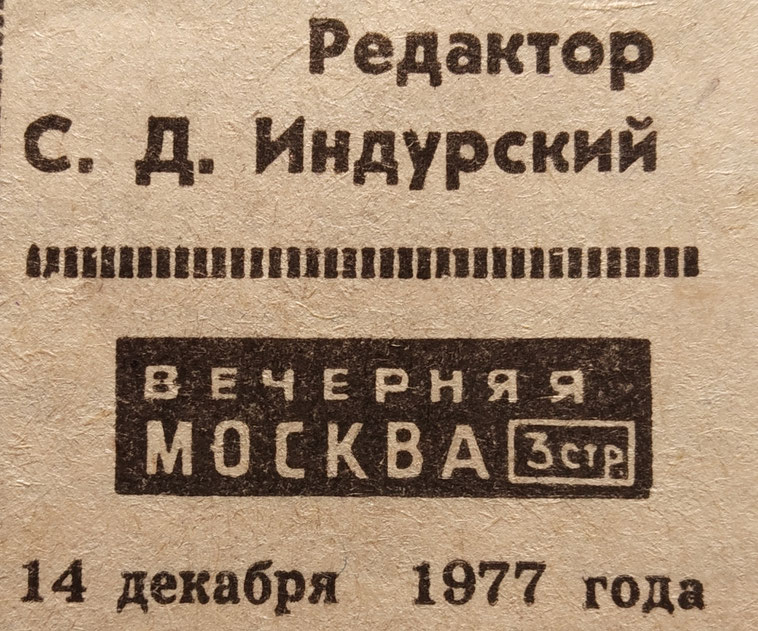 Редактор
С. Д. Индурский
ВЕЧЕРНЯЯ
МОСКВА 3 стр.
14 декабря 1977 года